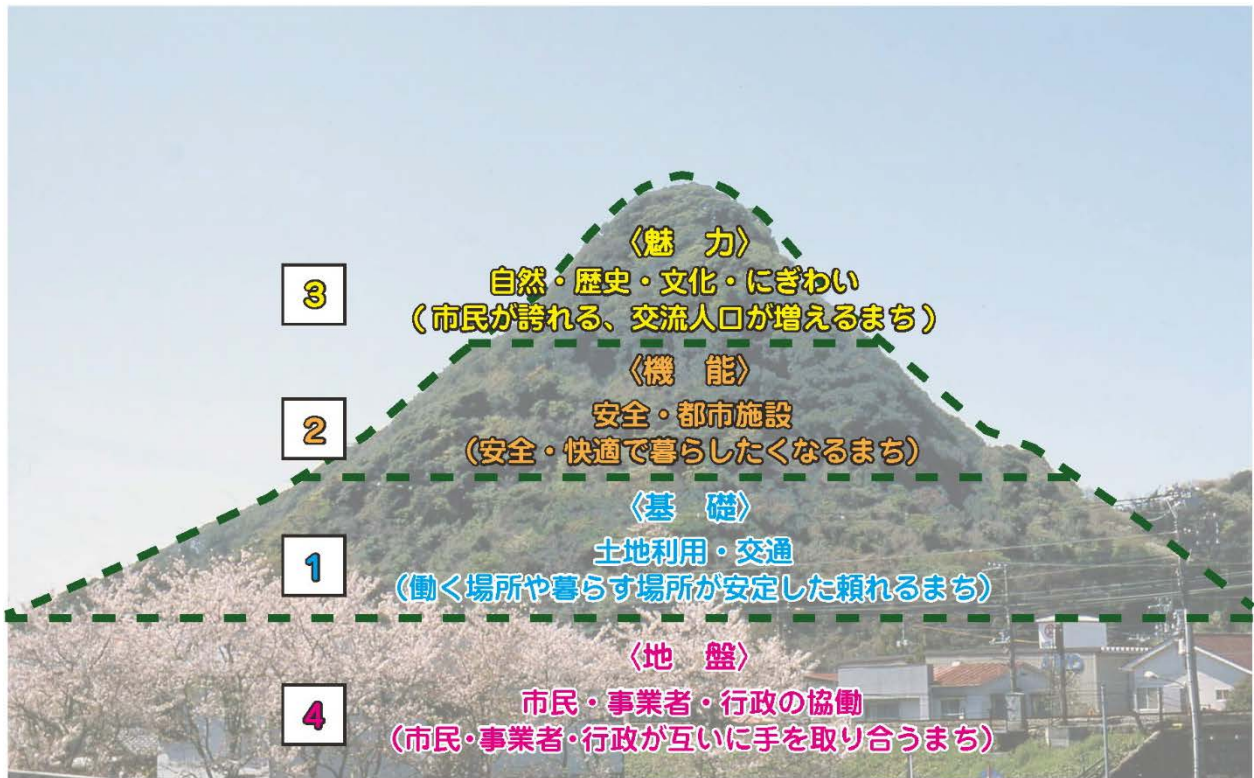 〈魅　力〉
3
自然・歴史・文化・にぎわい
(市民が誇れる、交流人口が増えるまち)
〈機　能〉
2
安全・都市施設
(安全・快適で暮らしたくなるまち)
〈基　礎〉
1
土地利用・交通
(働く場所や暮らす場所が安定した頼れるまち)
〈地　盤〉
4
市民・事業者・行政の協働
(市民・事業者・行政が互いに手を取り合うまち)